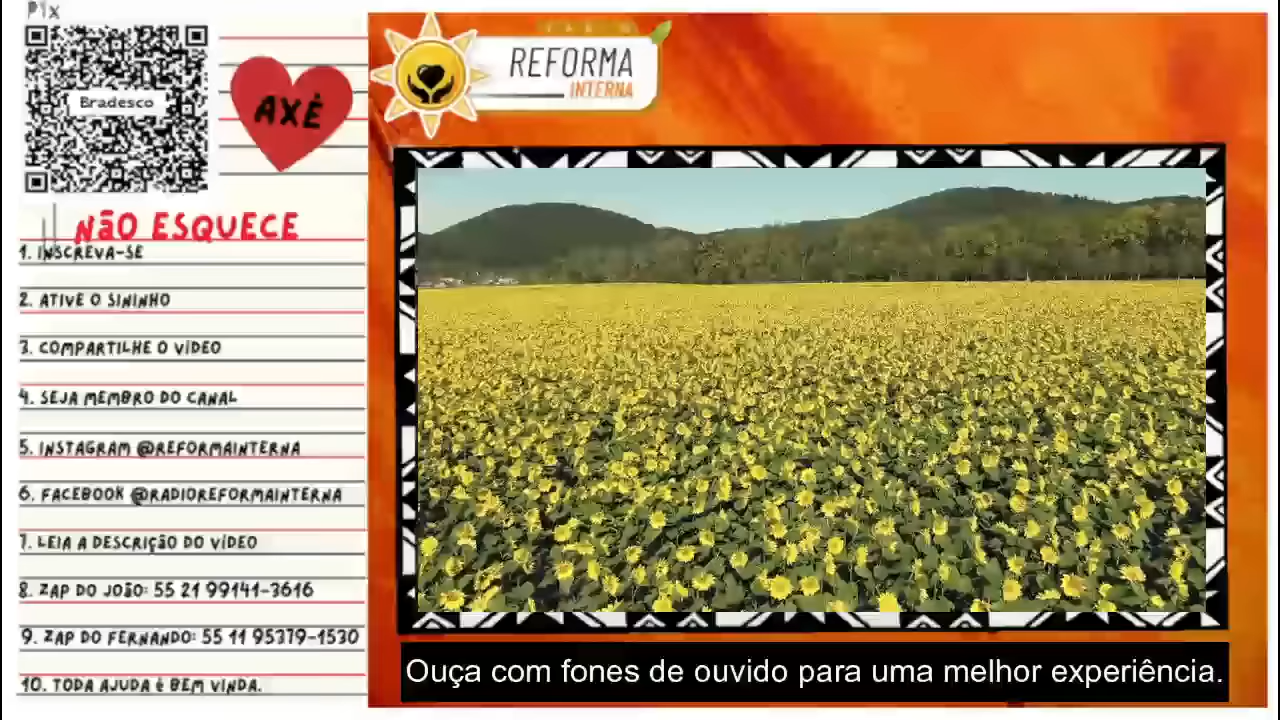 Pix
Bradesco
AXÉ
NÃO ESQUECE
1. INSCREVA-SE
2. ATIVE O SININHO
3. COMPARTILHE O VÍDEO
4. SEJA MEMBRO DO CANAL
5. INSTAGRAM @REFORMAINTERNA
6. FACEBOOK @RADIOREFORMAINTERNA
7. LEIA A DESCRIÇÃO DO VÍDEO
8. ZAP DO JOÃO: 55 21 99141-3616
9. ZAP DO FERNANDO: 55 11 95379-1530
10. TODA AJUDA É BEM VINDA.
REFORMA
INTERNA
Ouça com fones de ouvido para uma melhor experiência.